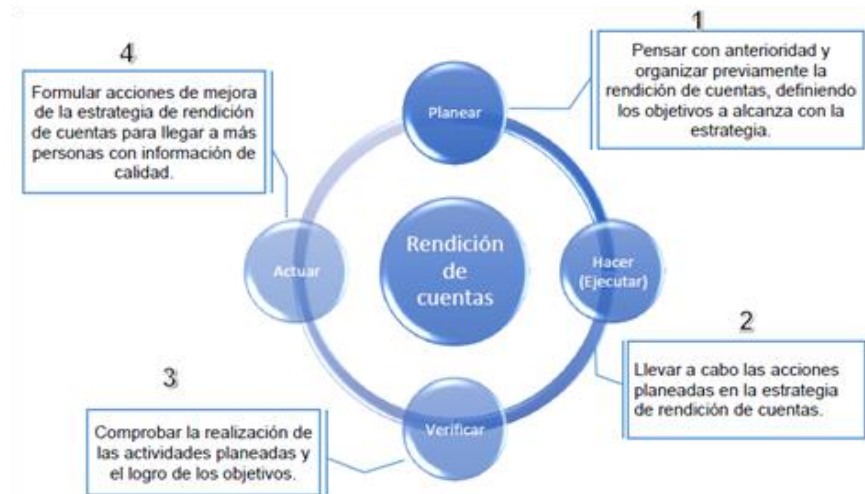 1
Pensar con anterioridad y
organizar previamente la
rendición de cuentas, definiendo
los objetivos a alcanza con la
estrategia.
4
Formular acciones de mejora
de la estrategia de rendición
de cuentas para llegar a más
personas con información de
calidad.
Planear
Rendición
de
cuentas
Actuar
Hacer
(Ejecutar)
2
Llevar a cabo las acciones
planeadas en la estrategia
de rendición de cuentas.
3
Comprobar la realización de
las actividades planeadas y
el logro de los objetivos.
Verificar